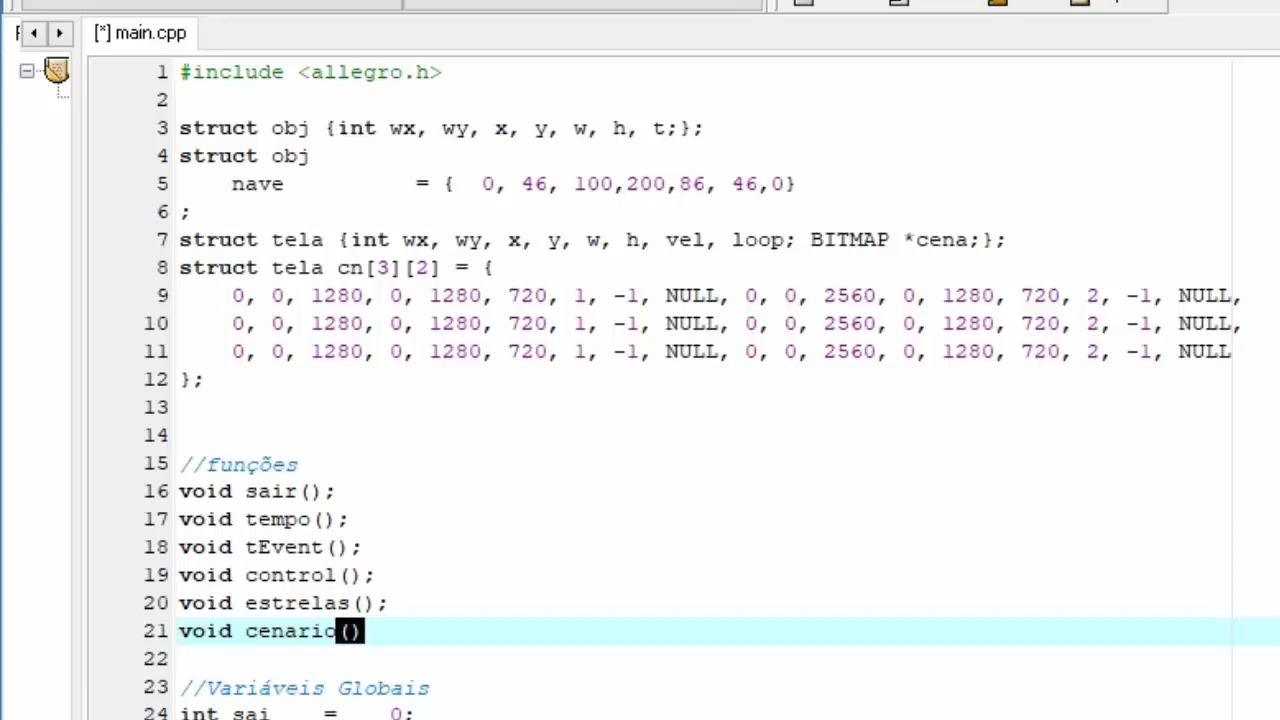 [*] main.cpp
1 #include <allegro.h>
2
3 struct obj {int wx, wy, x, y, w, h, t;};
4 struct obj
5     nave          = {  0, 46, 100,200,86, 46,0}
6 ;
7 struct tela {int wx, wy, x, y, w, h, vel, loop; BITMAP *cena;};
8 struct tela cn[3][2] = {
9     0, 0, 1280, 0, 1280, 720, 1, -1, NULL, 0, 0, 2560, 0, 1280, 720, 2, -1, NULL,
10     0, 0, 1280, 0, 1280, 720, 1, -1, NULL, 0, 0, 2560, 0, 1280, 720, 2, -1, NULL,
11     0, 0, 1280, 0, 1280, 720, 1, -1, NULL, 0, 0, 2560, 0, 1280, 720, 2, -1, NULL
12 };
13
14
15 //funções
16 void sair();
17 void tempo();
18 void tEvent();
19 void control();
20 void estrelas();
21 void cenario()
22
23 //Variáveis Globais
24 int sai    =    0;